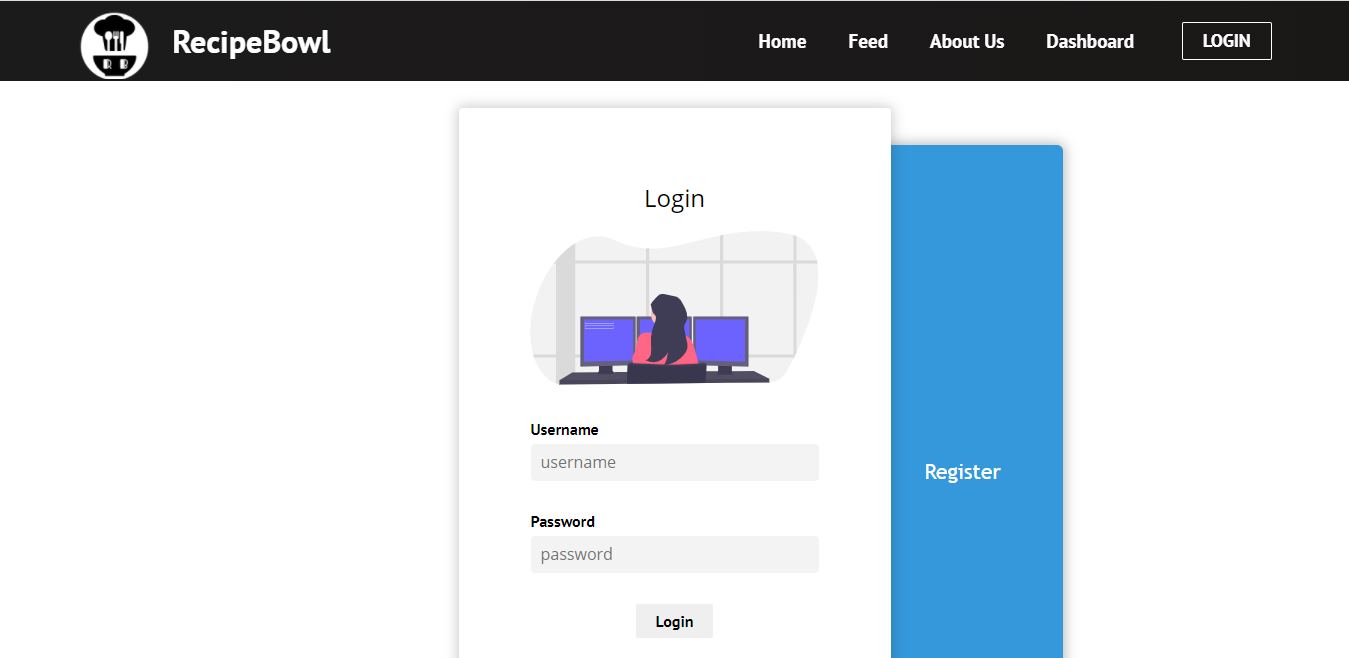 R B
RecipeBowl
Home Feed About Us Dashboard LOGIN
Login
Username
username
Register
Password
password
Login